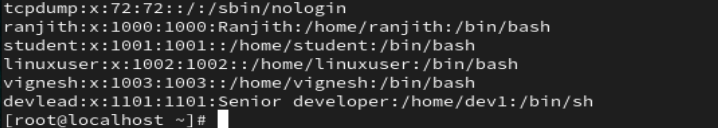 tcpdump:x:72:72::/:/sbin/nologin
ranjith:x:1000:1000:Ranjith:/home/ranjith:/bin/bash
student:x:1001:1001::/home/student:/bin/bash
linuxuser:x:1002:1002::/home/linuxuser:/bin/bash
vignesh:x:1003:1003::/home/vignesh:/bin/bash
devlead:x:1101:1101:Senior developer:/home/dev1:/bin/sh
[root@localhost ~]#